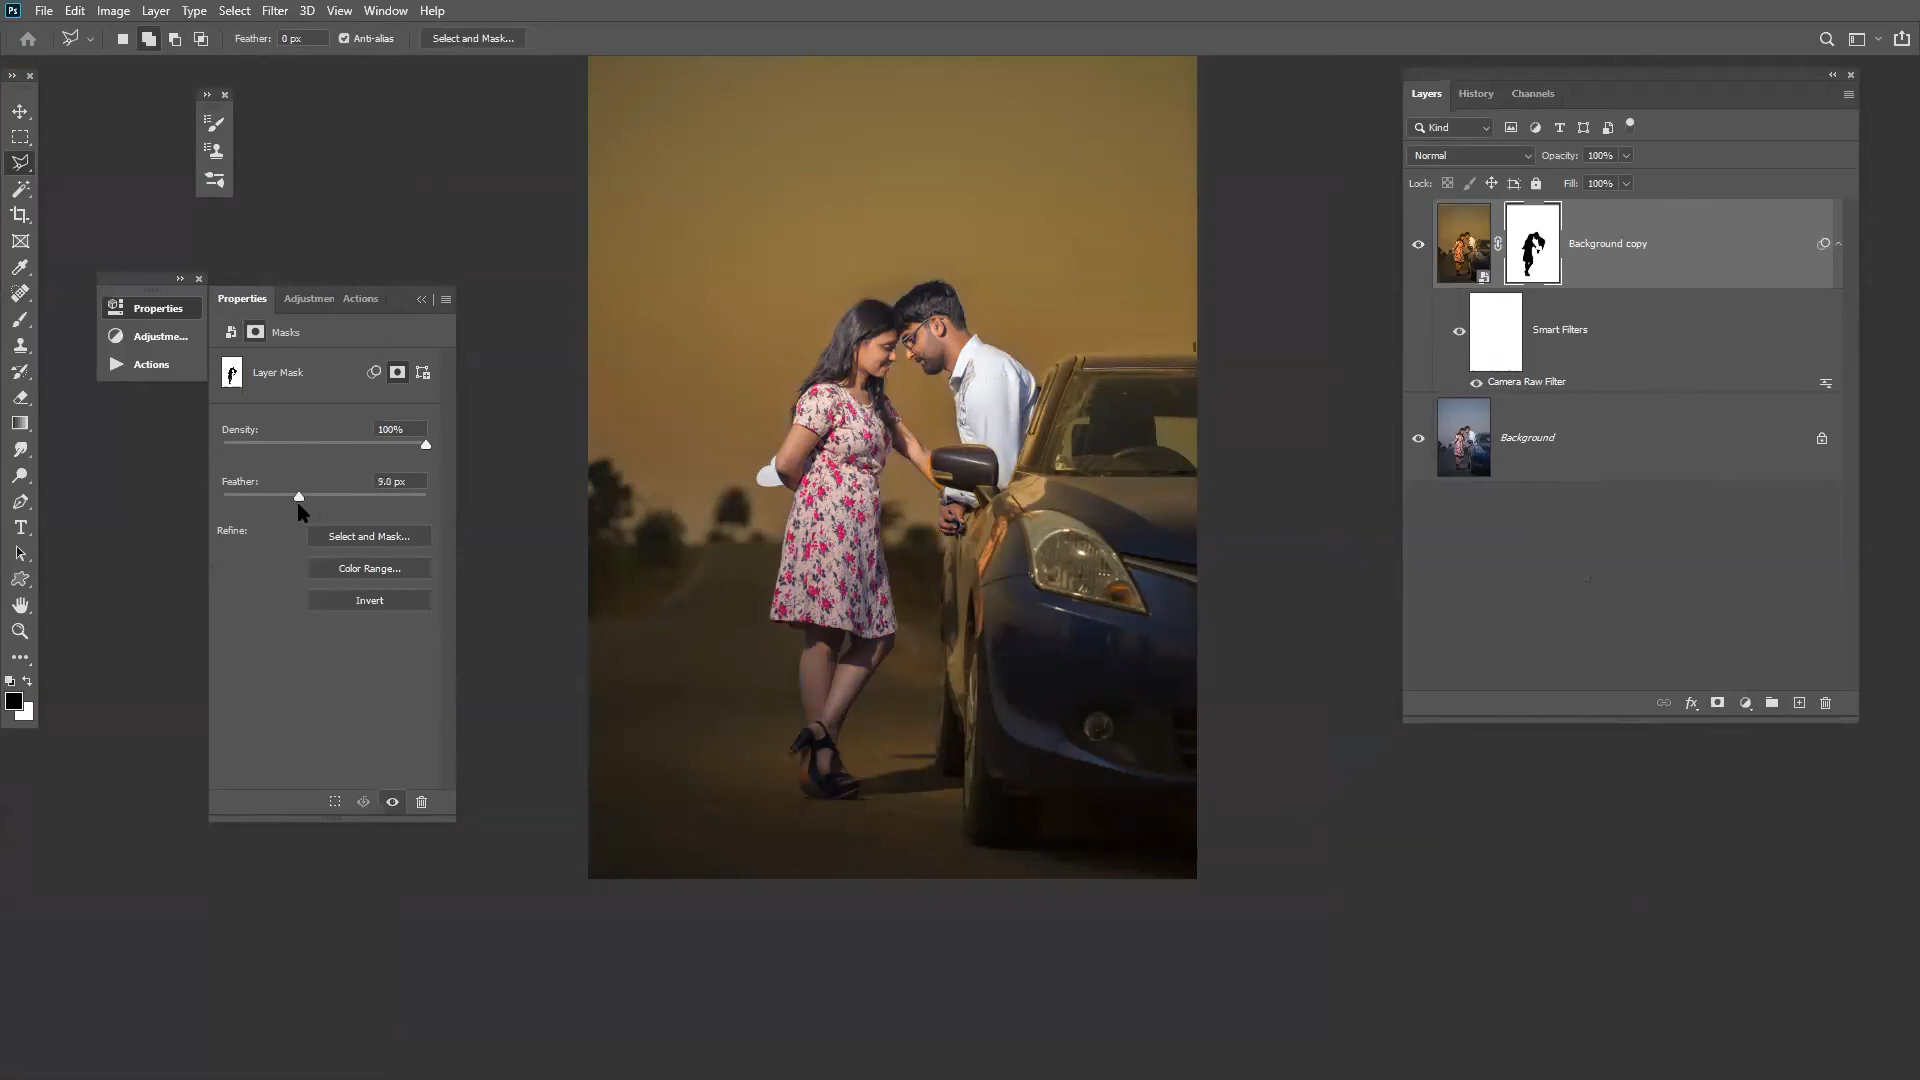 Ps File Edit Image Layer Type Select Filter 3D View Window Help
Feather: 0 px Anti-alias Select and Mask...
Layers History Channels
Kind
Normal Opacity: 100%
Lock: Fill: 100%
Background copy
Smart Filters
Camera Raw Filter
Background
Properties
Adjustme...
Actions
Properties Adjustmen Actions
Masks
Layer Mask
Density: 100%
Feather: 9.0 px
Refine:
Select and Mask...
Color Range...
Invert